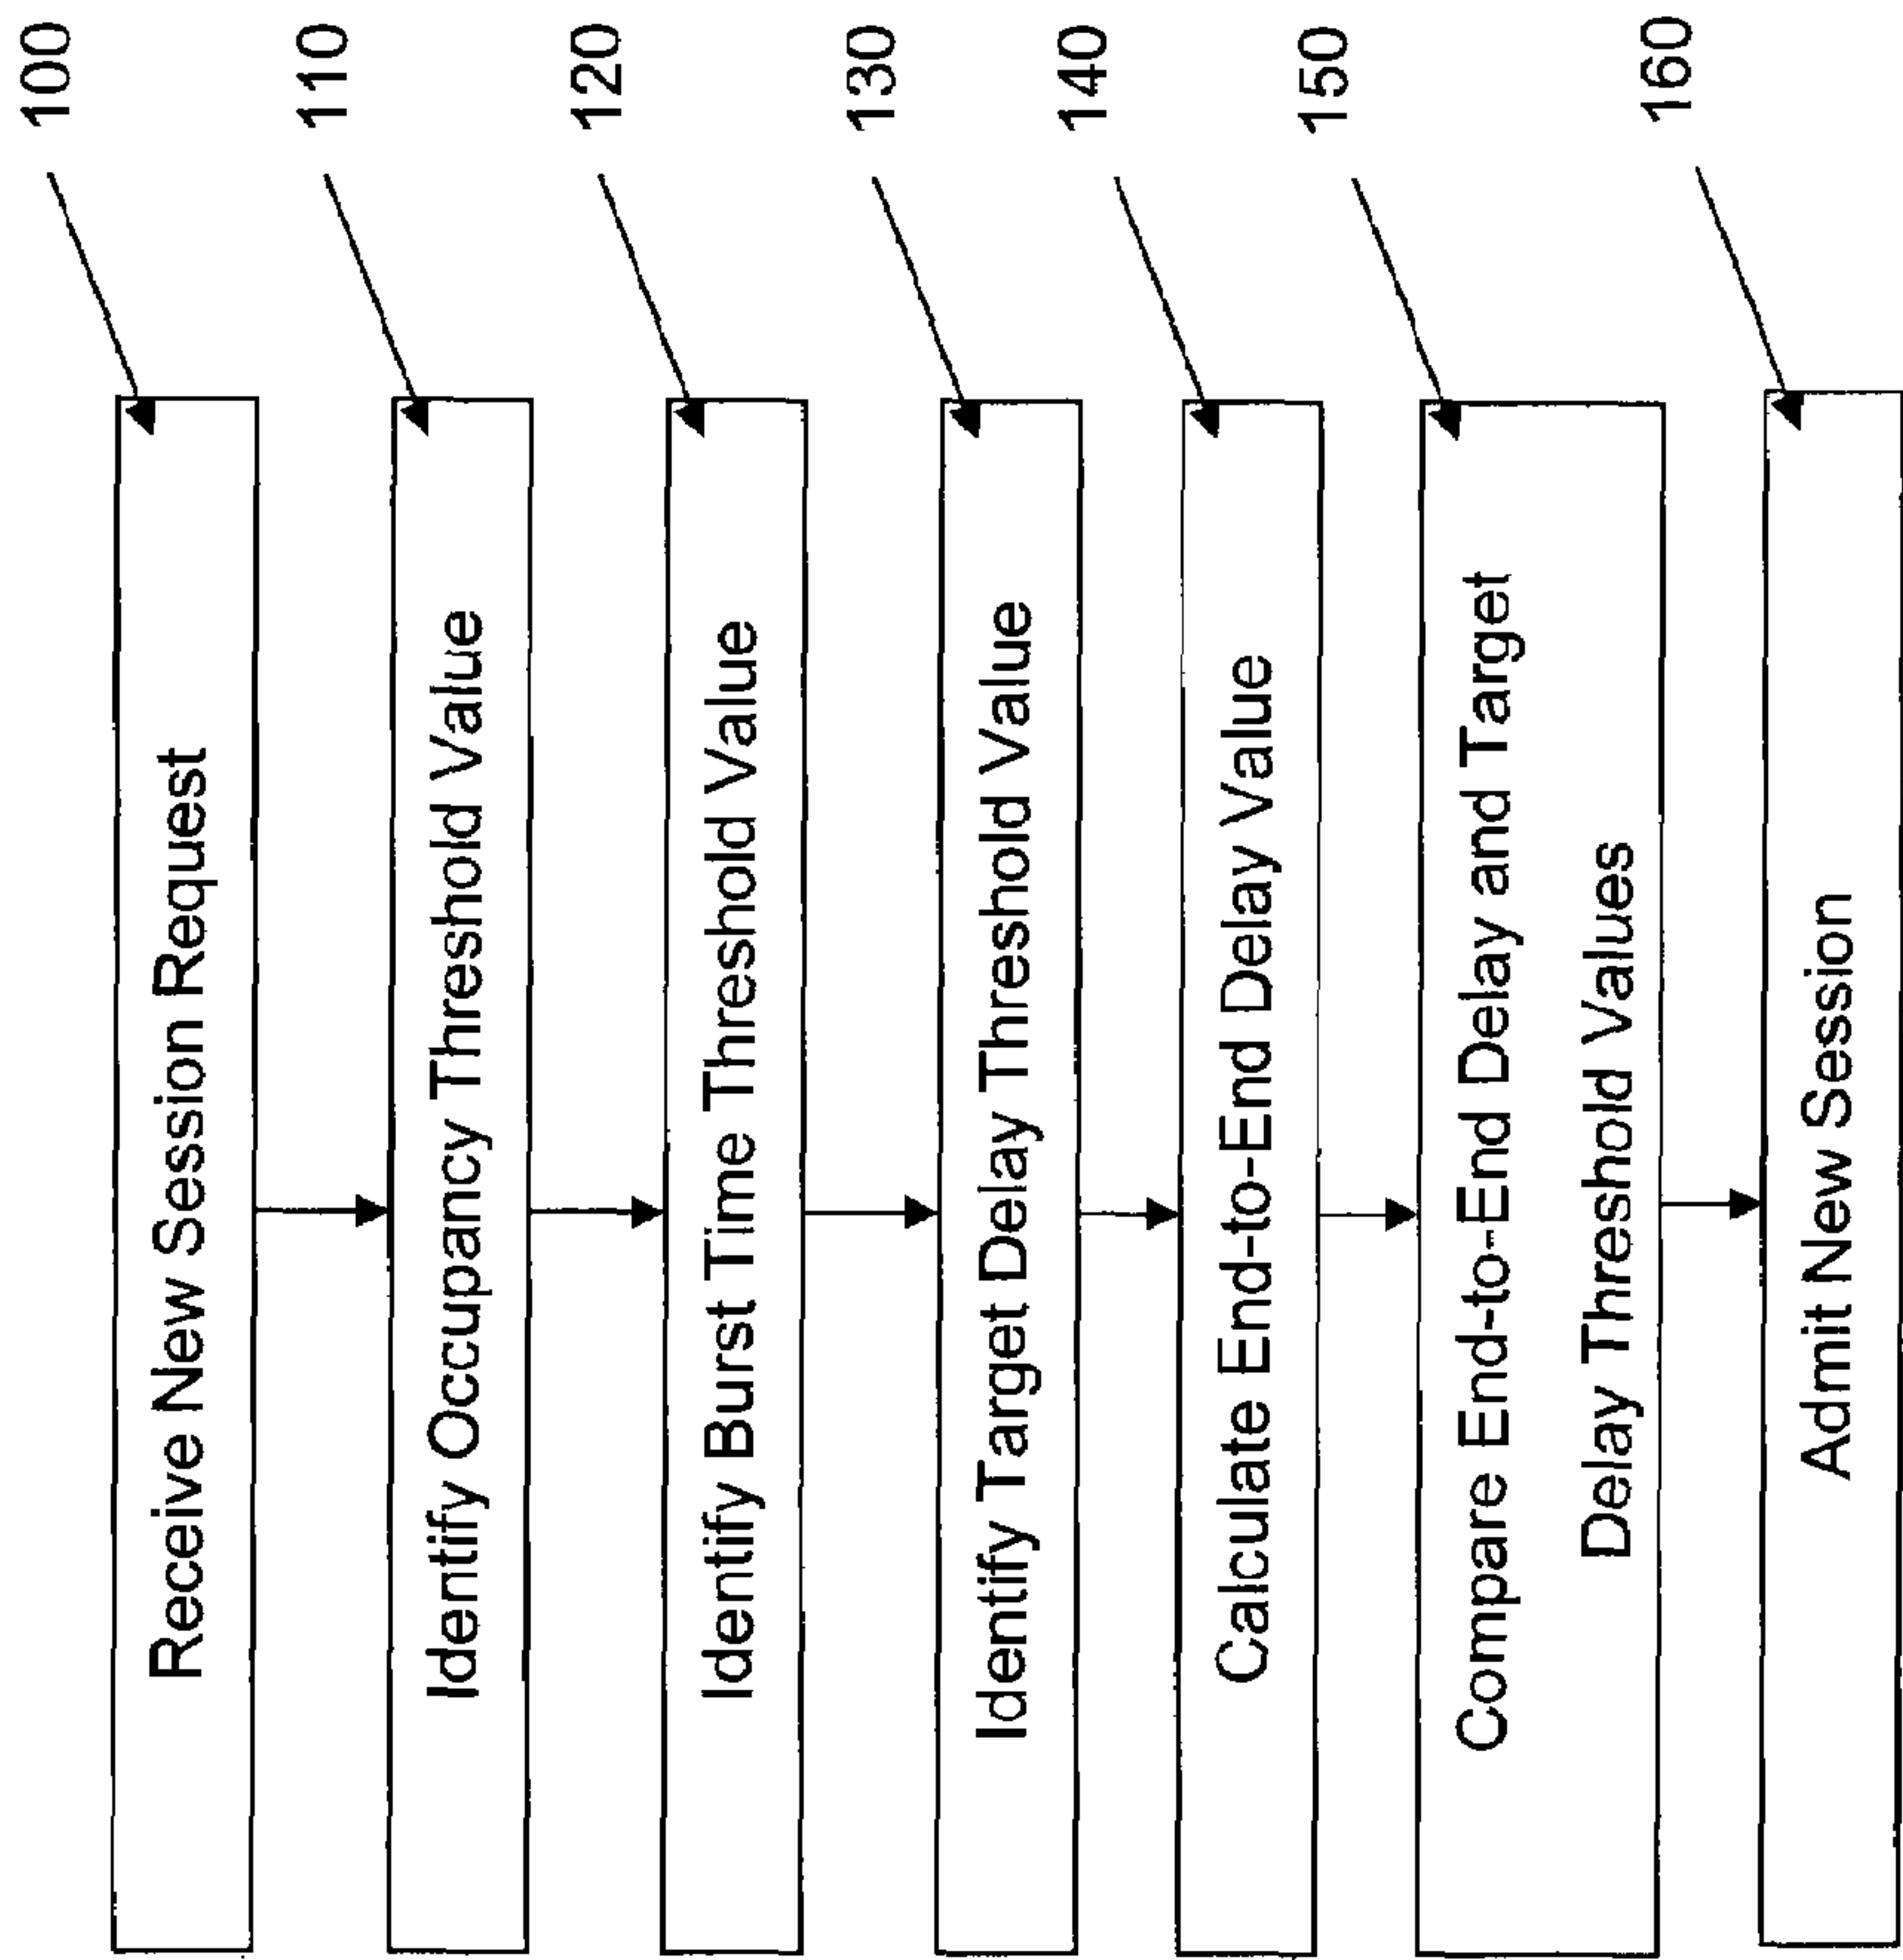 Receive New Session Request
100
Identify Occupancy Threshold Value
110
Identify Burst Time Threshold Value
120
Identify Target Delay Threshold Value
130
Calculate End-to-End Delay Value
140
Compare End-to-End Delay and Target
Delay Threshold Values
150
Admit New Session
160